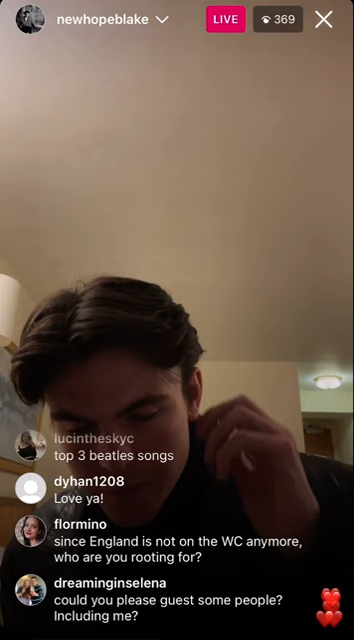 newhopeblake
LIVE
369
lucintheskyc
top 3 beatles songs
dyhan1208
Love ya!
flormino
since England is not on the WC anymore,
who are you rooting for?
dreaminginselena
could you please guest some people?
Including me?